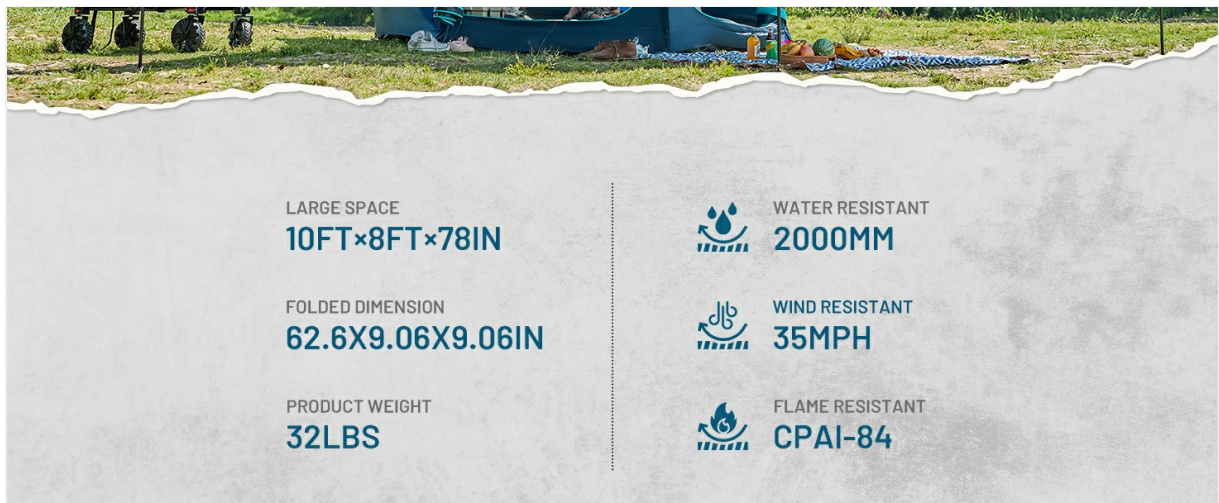 LARGE SPACE
10FT×8FT×78IN
FOLDED DIMENSION
62.6X9.06X9.06IN
PRODUCT WEIGHT
32LBS
WATER RESISTANT
2000MM
WIND RESISTANT
35MPH
FLAME RESISTANT
CPAI-84